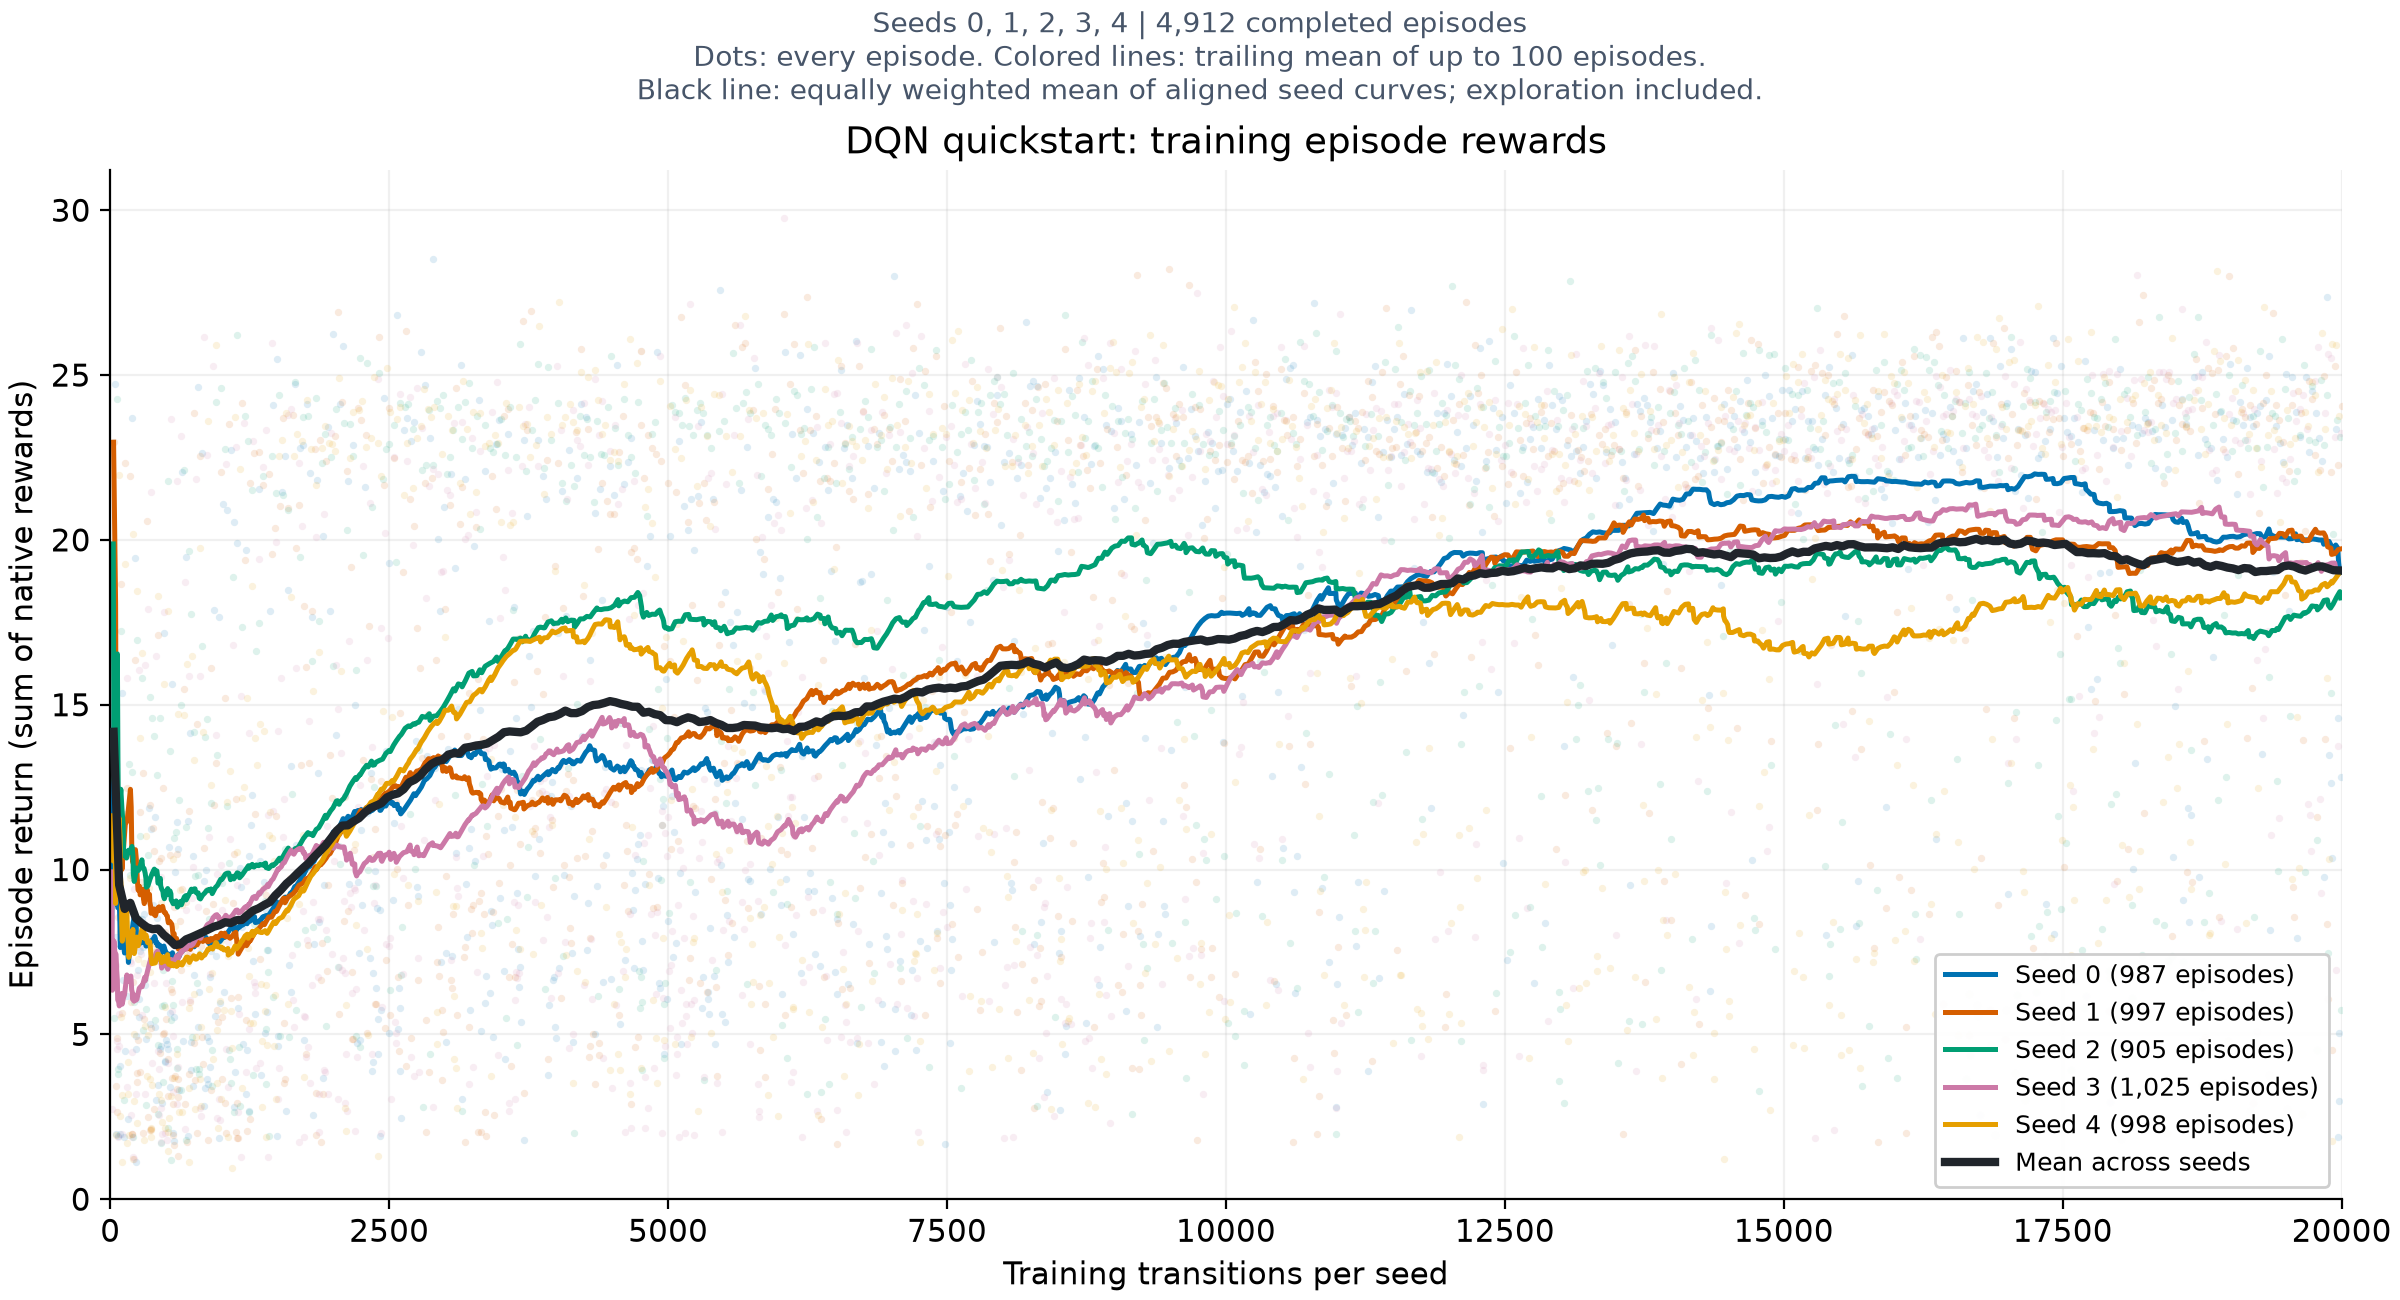 Seeds 0, 1, 2, 3, 4 | 4,912 completed episodes
Dots: every episode. Colored lines: trailing mean of up to 100 episodes.
Black line: equally weighted mean of aligned seed curves; exploration included.
DQN quickstart: training episode rewards
Episode return (sum of native rewards)
30
25
20
15
10
5
0
0 2500 5000 7500 10000 12500 15000 17500 20000
Training transitions per seed
Seed 0 (987 episodes)
Seed 1 (997 episodes)
Seed 2 (905 episodes)
Seed 3 (1,025 episodes)
Seed 4 (998 episodes)
Mean across seeds